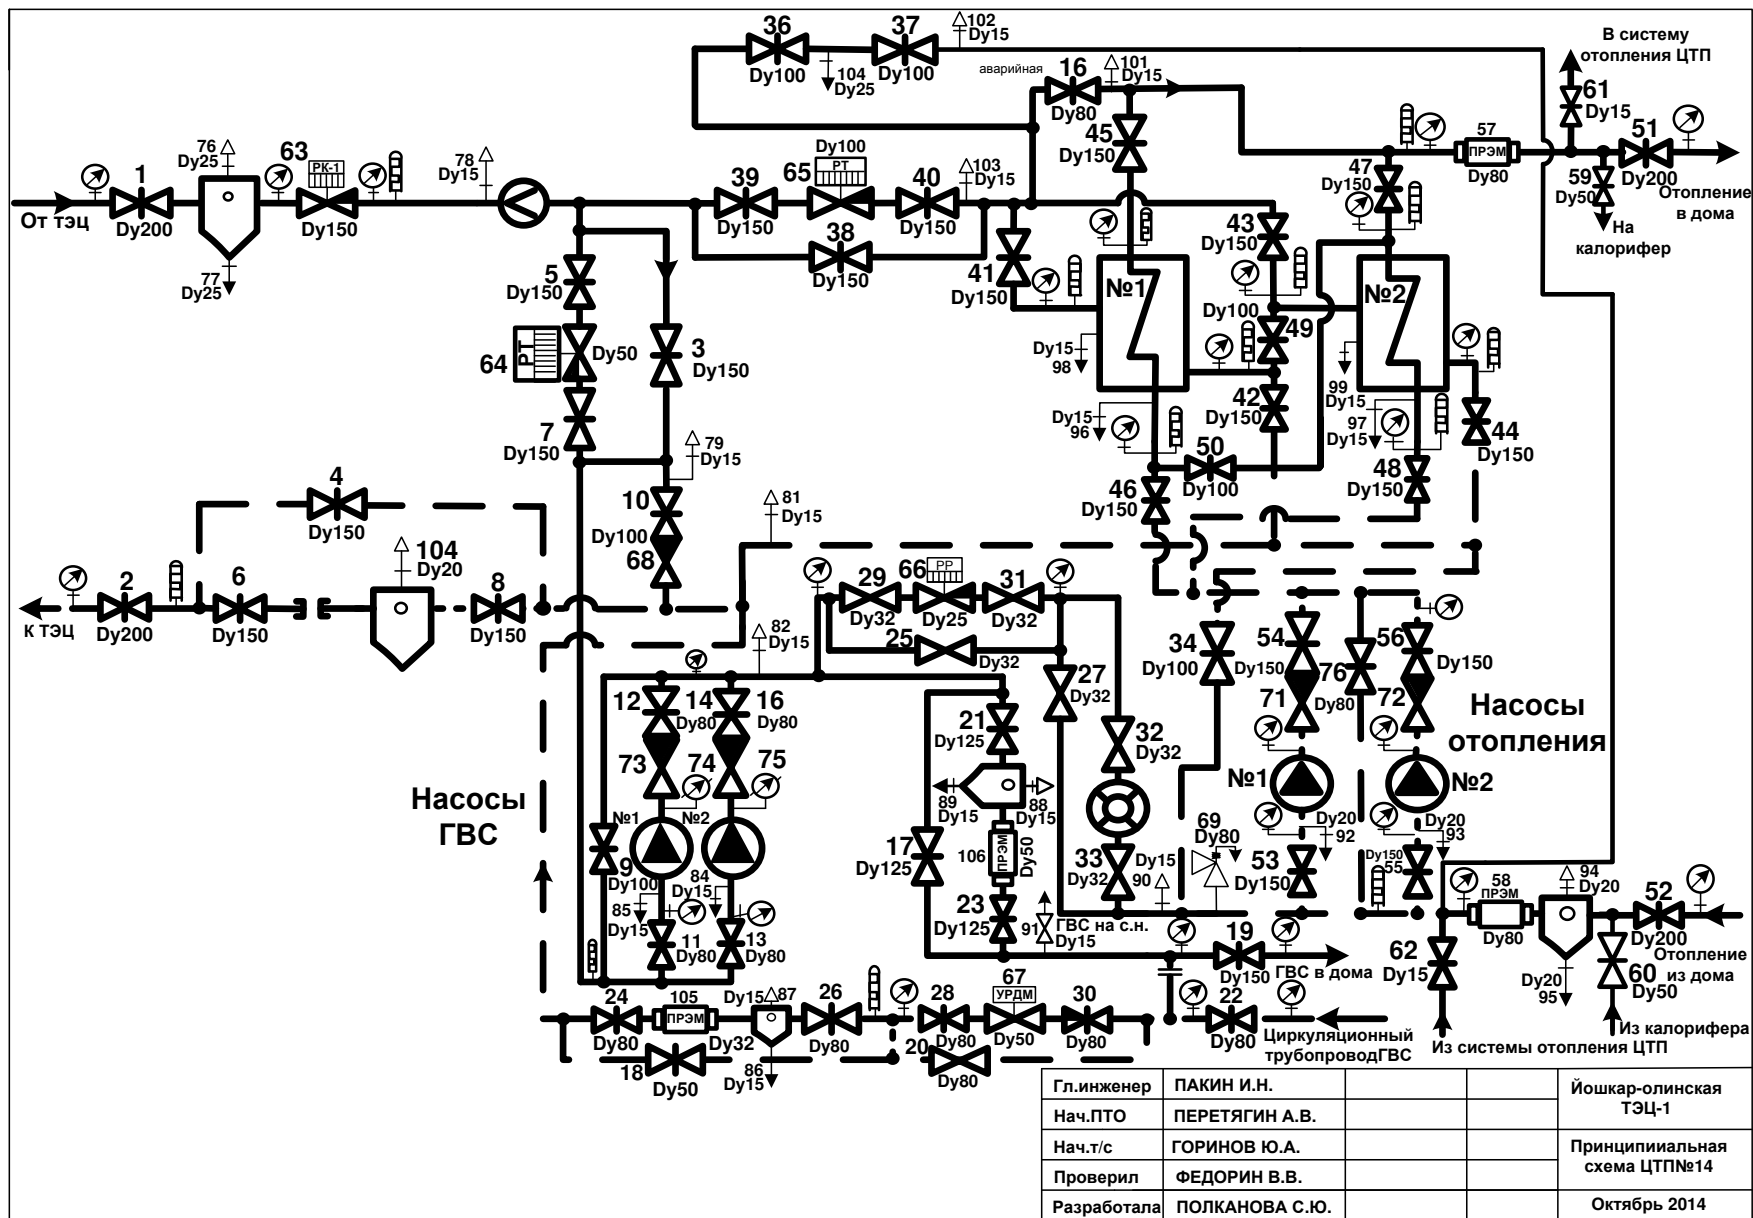 36
Dy100
37
Dy100
104
Dy25
102
Dy15
аварийная
16
Dy80
101
Dy15
В систему
отопления ЦТП
61
Dy15
51
Dy200
Отопление
в дома
59
Dy50
На
калорифер
57
ПРЭМ
Dy80
От тэц
1
Dy200
76
Dy25
77
Dy25
63
РК-1
Dy150
78
Dy15
39
Dy150
Dy100
РТ
65
40
Dy150
103
Dy15
38
Dy150
45
Dy150
41
Dy150
43
Dy150
47
Dy150
№1
№2
Dy100
49
Dy15
98
42
Dy150
Dy15
96
99
Dy15
97
Dy15
44
Dy150
50
Dy100
46
Dy150
48
Dy150
5
Dy150
РТ
64
Dy50
3
Dy150
7
Dy150
79
Dy15
4
Dy150
10
Dy100
68
81
Dy15
104
Dy20
К ТЭЦ
2
Dy200
6
Dy150
8
Dy150
29
Dy32
66
РР
Dy25
31
Dy32
25
Dy32
82
Dy15
27
Dy32
34
Dy100
54
Dy150
71
76
Dy80
56
Dy150
72
Насосы
отопления
12
14
Dy80
16
Dy80
73
74
75
21
Dy125
32
Dy32
Насосы
ГВС
№1
№2
89
Dy15
88
Dy15
17
Dy125
106
ПРЭМ
Dy50
33
Dy32
Dy15
90
69
Dy80
№1
№2
Dy20
92
Dy20
93
53
Dy150
Dy150
55
9
Dy100
84
Dy15
85
Dy15
11
Dy80
13
Dy80
23
Dy125
91
ГВС на с.н.
Dy15
19
Dy150
ГВС в дома
58
ПРЭМ
Dy80
94
Dy20
52
Dy200
Отопление
из дома
62
Dy15
Dy20
95
60
Dy50
Из калорифера
Из системы отопления ЦТП
24
Dy80
105
ПРЭМ
Dy32
Dy15
87
26
Dy80
28
Dy80
67
УРДМ
Dy50
30
Dy80
22
Dy80
Циркуляционный
трубопроводГВС
18
Dy50
86
Dy15
20
Dy80
Гл.инженер ПАКИН И.Н.
Нач.ПТО ПЕРЕТЯГИН А.В.
Нач.т/с ГОРИНОВ Ю.А.
Проверил ФЕДОРИН В.В.
Разработала ПОЛКАНОВА С.Ю.
Йошкар-олинская
ТЭЦ-1
Принципииальная
схема ЦТП№14
Октябрь 2014